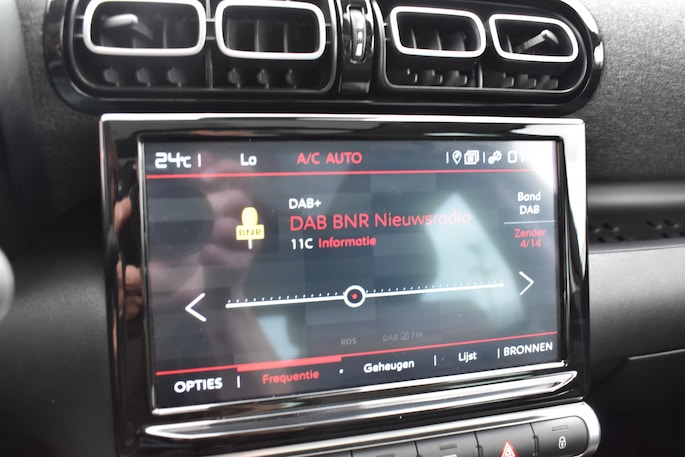 24°C | Lo A/C AUTO
DAB+
DAB BNR Nieuwsradio
11C Informatie
BNR
Band
DAB
Zender
4/14
RDS DAB FM
OPTIES Frequentie Geheugen Lijst BRONNEN